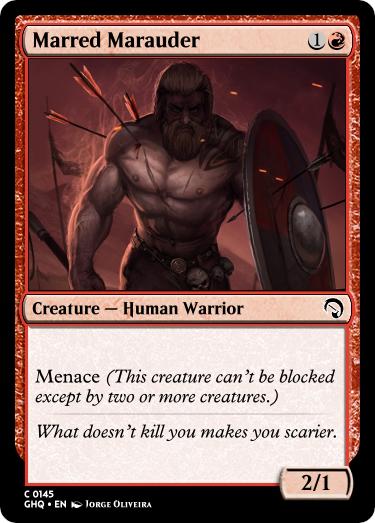 Marred Marauder 1
Creature — Human Warrior
Menace (This creature can't be blocked
except by two or more creatures.)
What doesn't kill you makes you scarier.
2/1
C 0145
GHQ • EN Jorge Oliveira